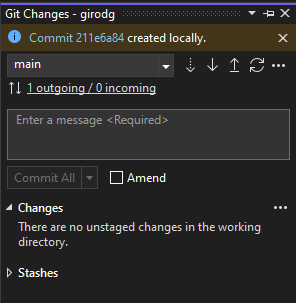 Git Changes - girodg
Commit 211e6a84 created locally.
main
1 outgoing / 0 incoming
Enter a message <Required>
Commit All
Amend
Changes
There are no unstaged changes in the working
directory.
Stashes